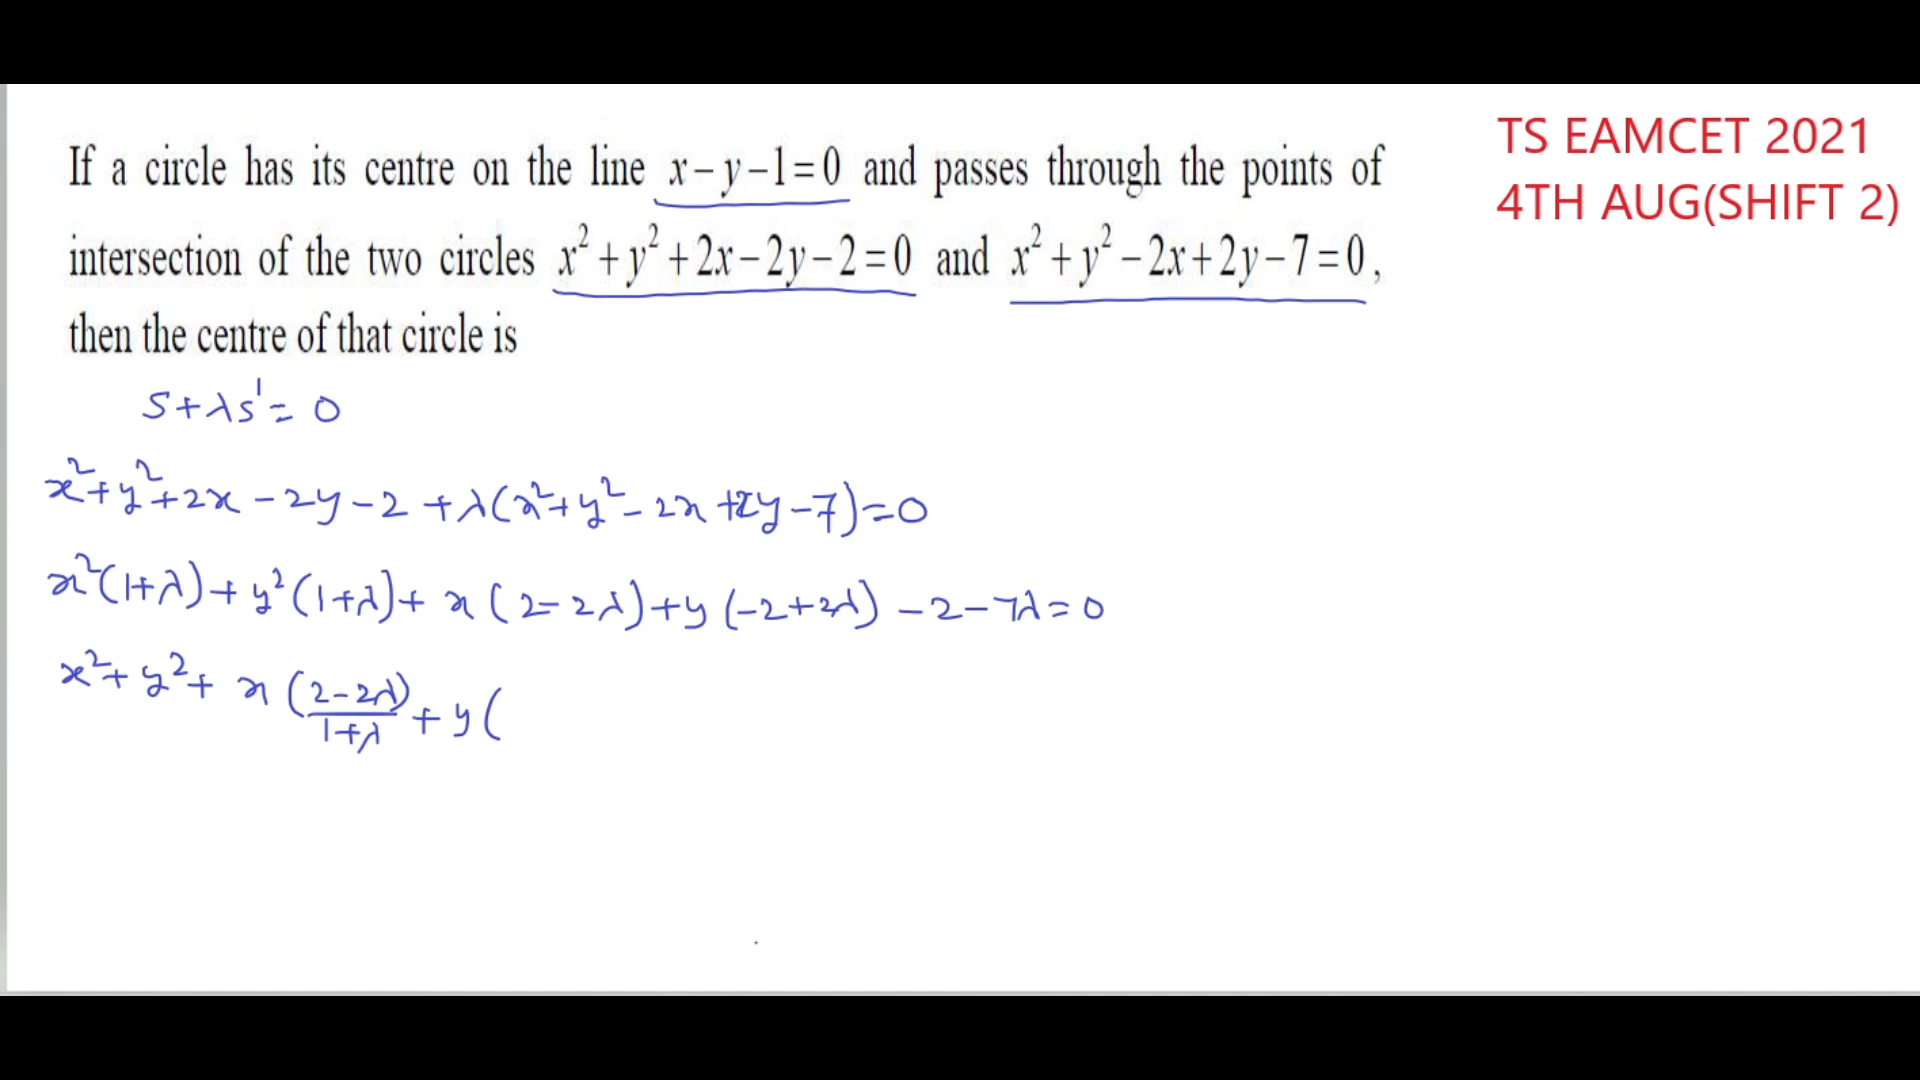 If a circle has its centre on the line x – y – 1 = 0 and passes through the points of
intersection of the two circles x² + y² + 2x – 2y – 2 = 0 and x² + y² – 2x + 2y – 7 = 0,
then the centre of that circle is
TS EAMCET 2021
4TH AUG(SHIFT 2)
S + λs' = 0
x² + y² + 2x – 2y – 2 + λ(x² + y² – 2x + 2y – 7) = 0
x²(1+λ) + y²(1+λ) + x(2 – 2λ) + y(–2 + 2λ) – 2 – 7λ = 0
x² + y² + x((2 – 2λ)/(1+λ)) + y(